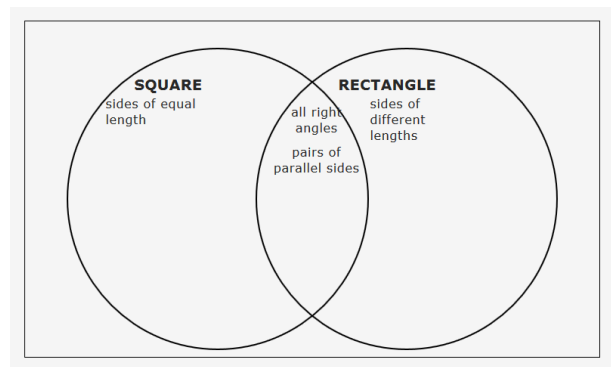 SQUARE
sides of equal
length
all right
angles
pairs of
parallel sides
RECTANGLE
sides of
different
lengths